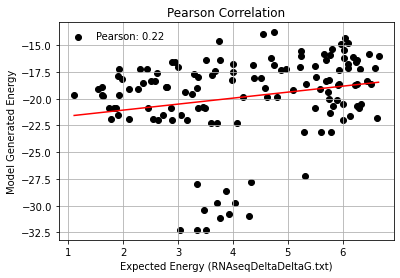 Pearson Correlation
Pearson: 0.22
Model Generated Energy
−15.0
−17.5
−20.0
−22.5
−25.0
−27.5
−30.0
−32.5
1 2 3 4 5 6
Expected Energy (RNAseqDeltaDeltaG.txt)